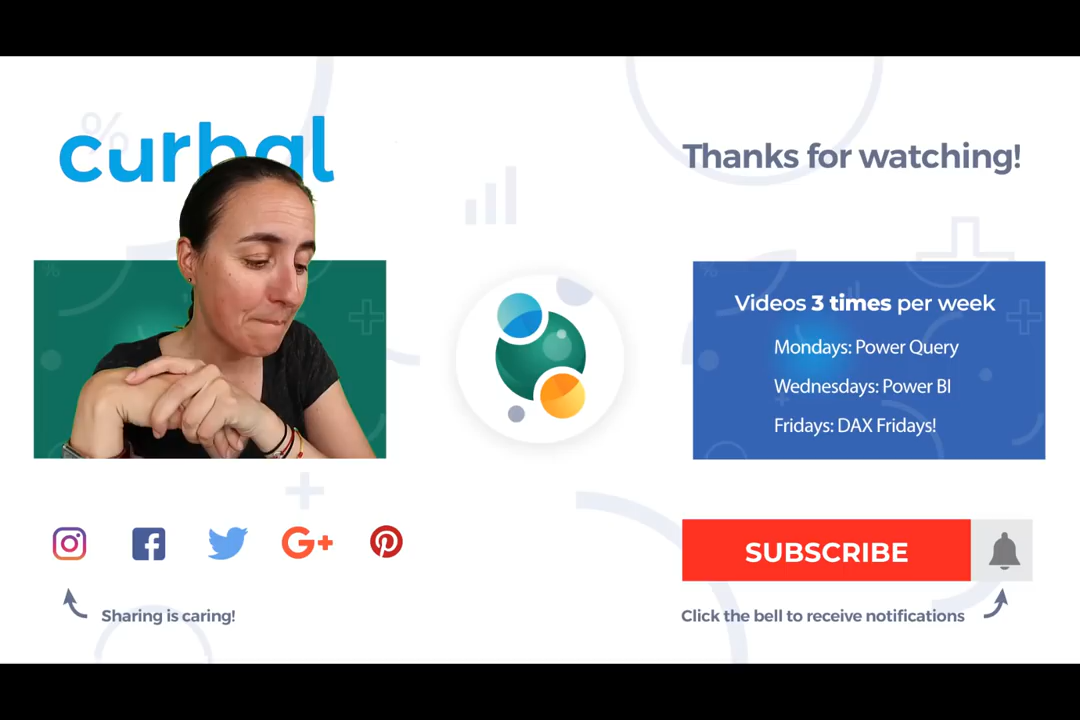 curbal
Thanks for watching!
Videos 3 times per week
Mondays: Power Query
Wednesdays: Power BI
Fridays: DAX Fridays!
G+
SUBSCRIBE
Sharing is caring!
Click the bell to receive notifications